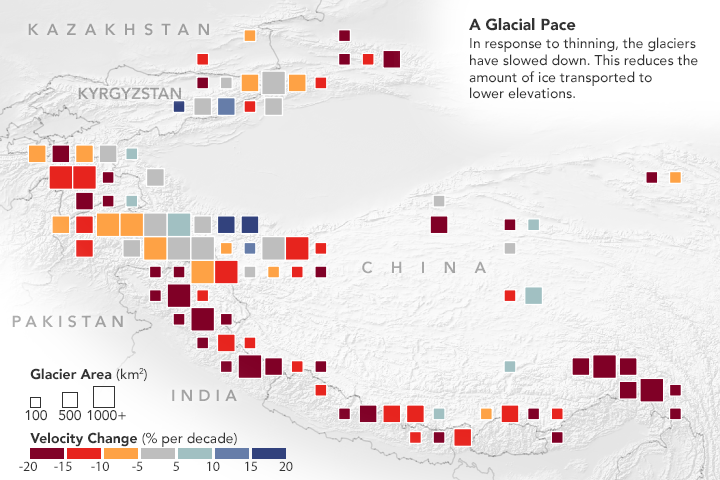 KAZAKHSTAN
A Glacial Pace
In response to thinning, the glaciers
have slowed down. This reduces the
amount of ice transported to
lower elevations.
KYRGYZSTAN
CHINA
PAKISTAN
INDIA
Glacier Area (km²)
100 500 1000+
Velocity Change (% per decade)
-20 -15 -10 -5 5 10 15 20